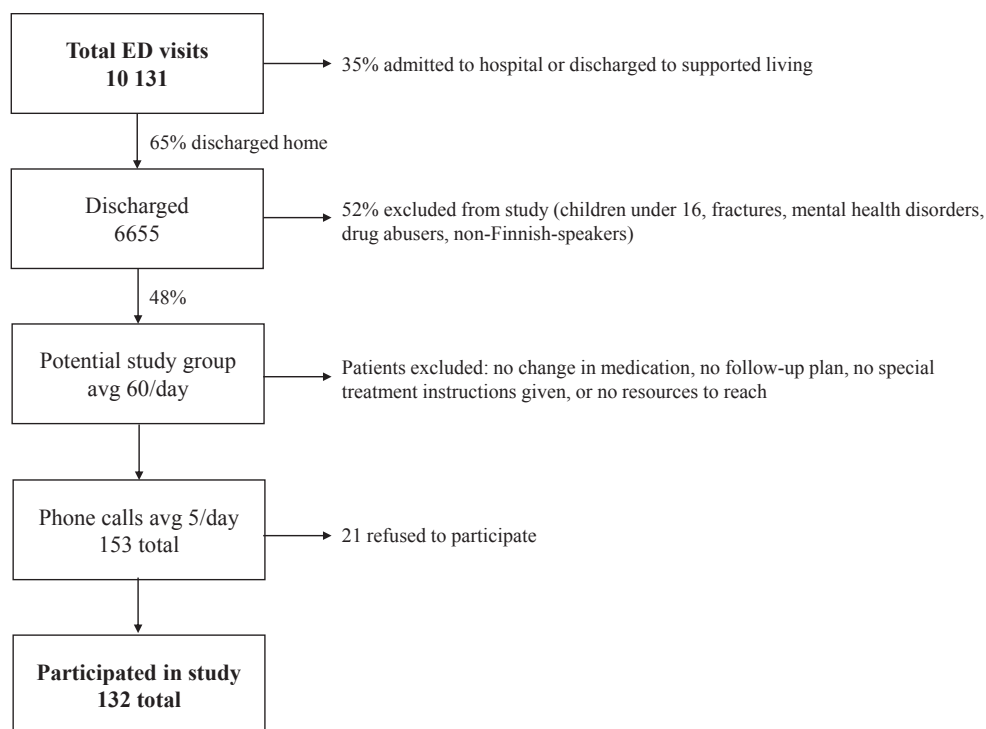 Total ED visits
10 131
35% admitted to hospital or discharged to supported living
65% discharged home
Discharged
6655
52% excluded from study (children under 16, fractures, mental health disorders,
drug abusers, non-Finnish-speakers)
48%
Potential study group
avg 60/day
Patients excluded: no change in medication, no follow-up plan, no special
treatment instructions given, or no resources to reach
Phone calls avg 5/day
153 total
21 refused to participate
Participated in study
132 total